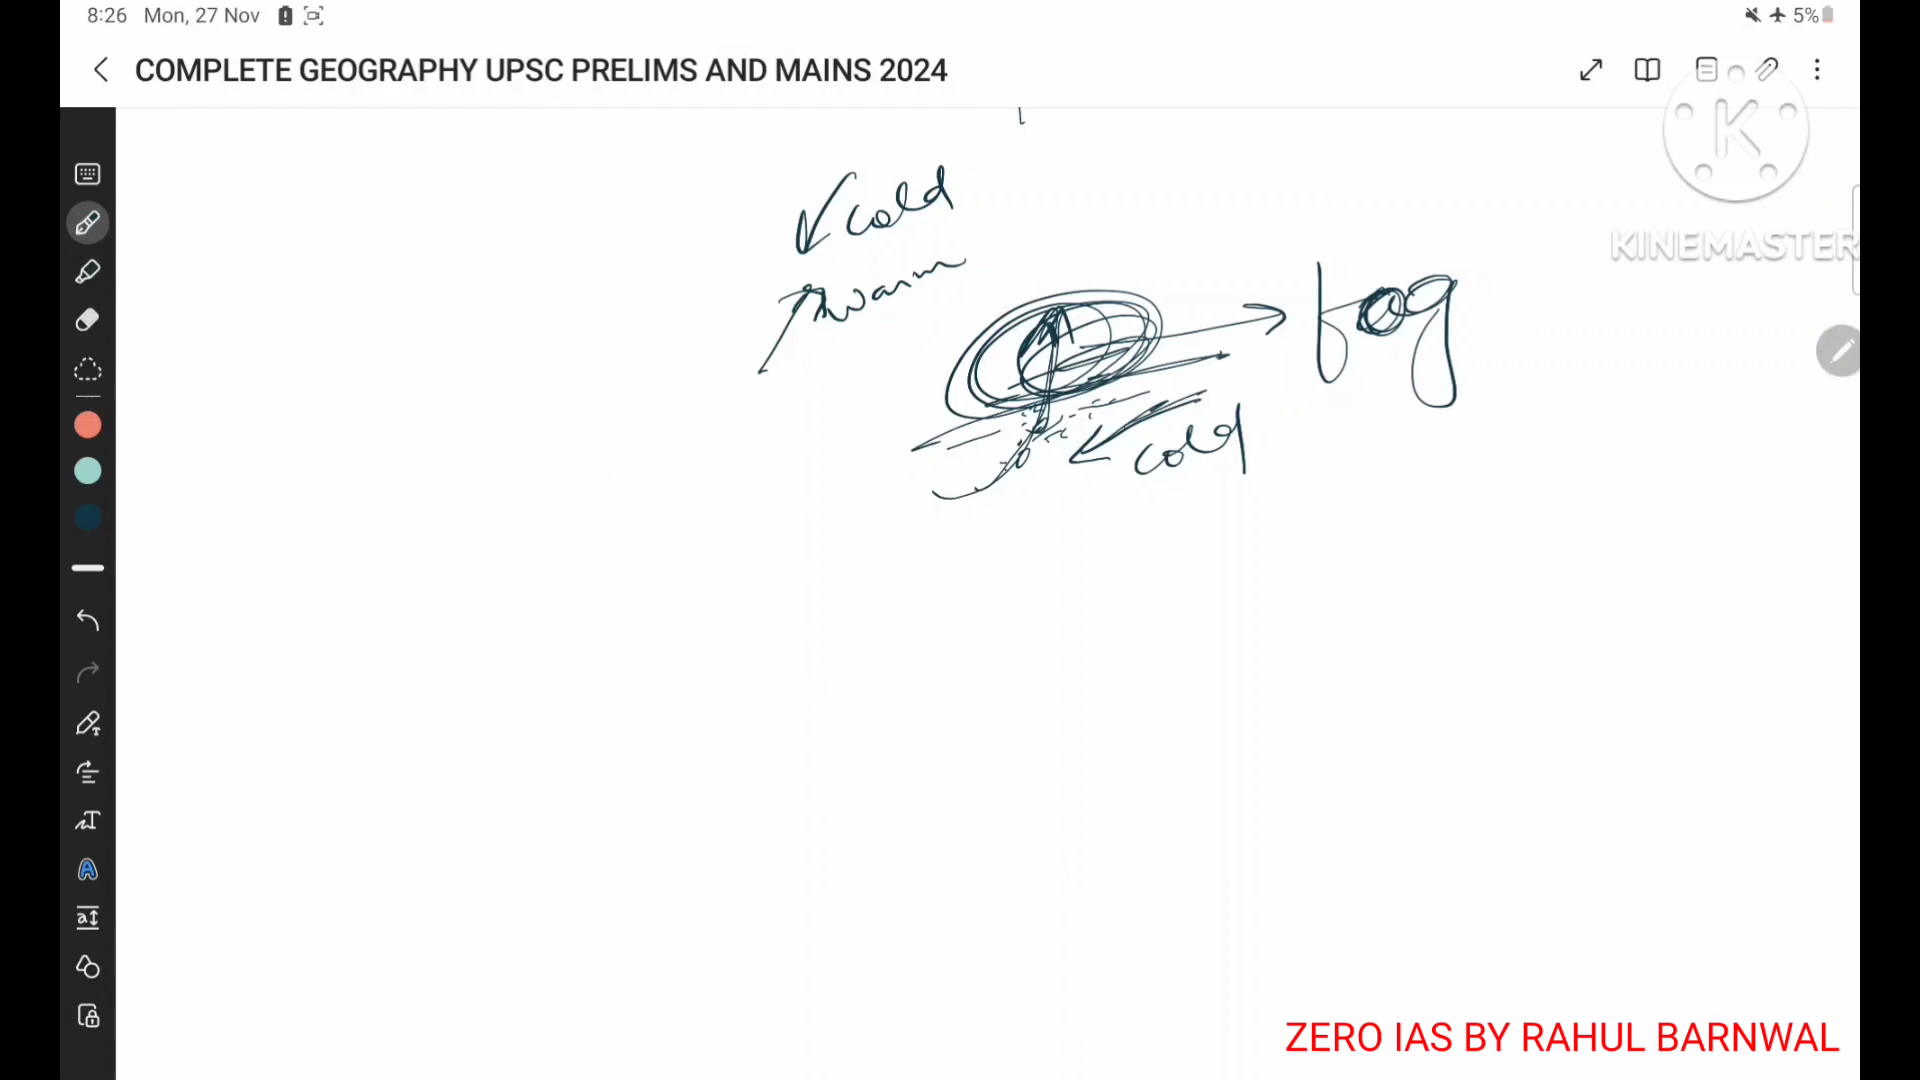 8:26 Mon, 27 Nov 5%
COMPLETE GEOGRAPHY UPSC PRELIMS AND MAINS 2024
K
KINEMASTER
cold
warm
fog
cold
ZERO IAS BY RAHUL BARNWAL